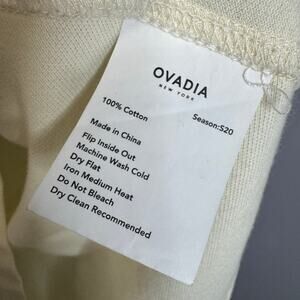 OVADIA
NEW YORK
100% Cotton
Season:S20
Made in China
Flip Inside Out
Machine Wash Cold
Dry Flat
Iron Medium Heat
Do Not Bleach
Dry Clean Recommended